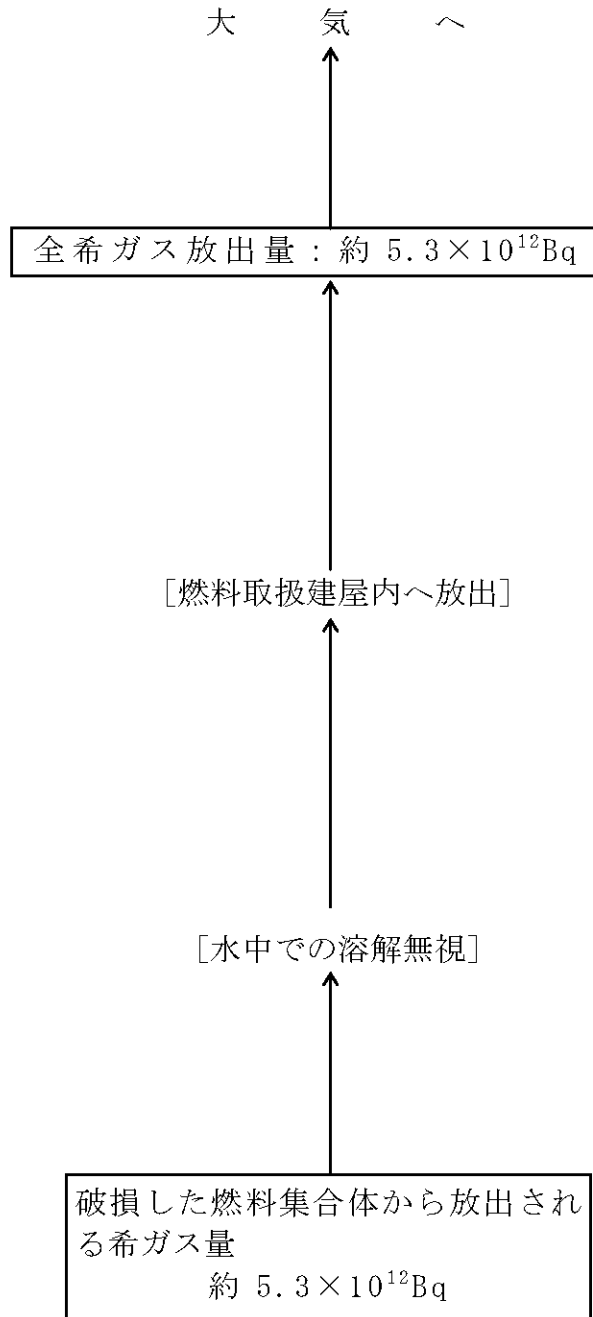 大気へ
全希ガス放出量：約 5.3×10¹²Bq
[燃料取扱建屋内へ放出]
[水中での溶解無視]
破損した燃料集合体から放出され
る希ガス量
約 5.3×10¹²Bq